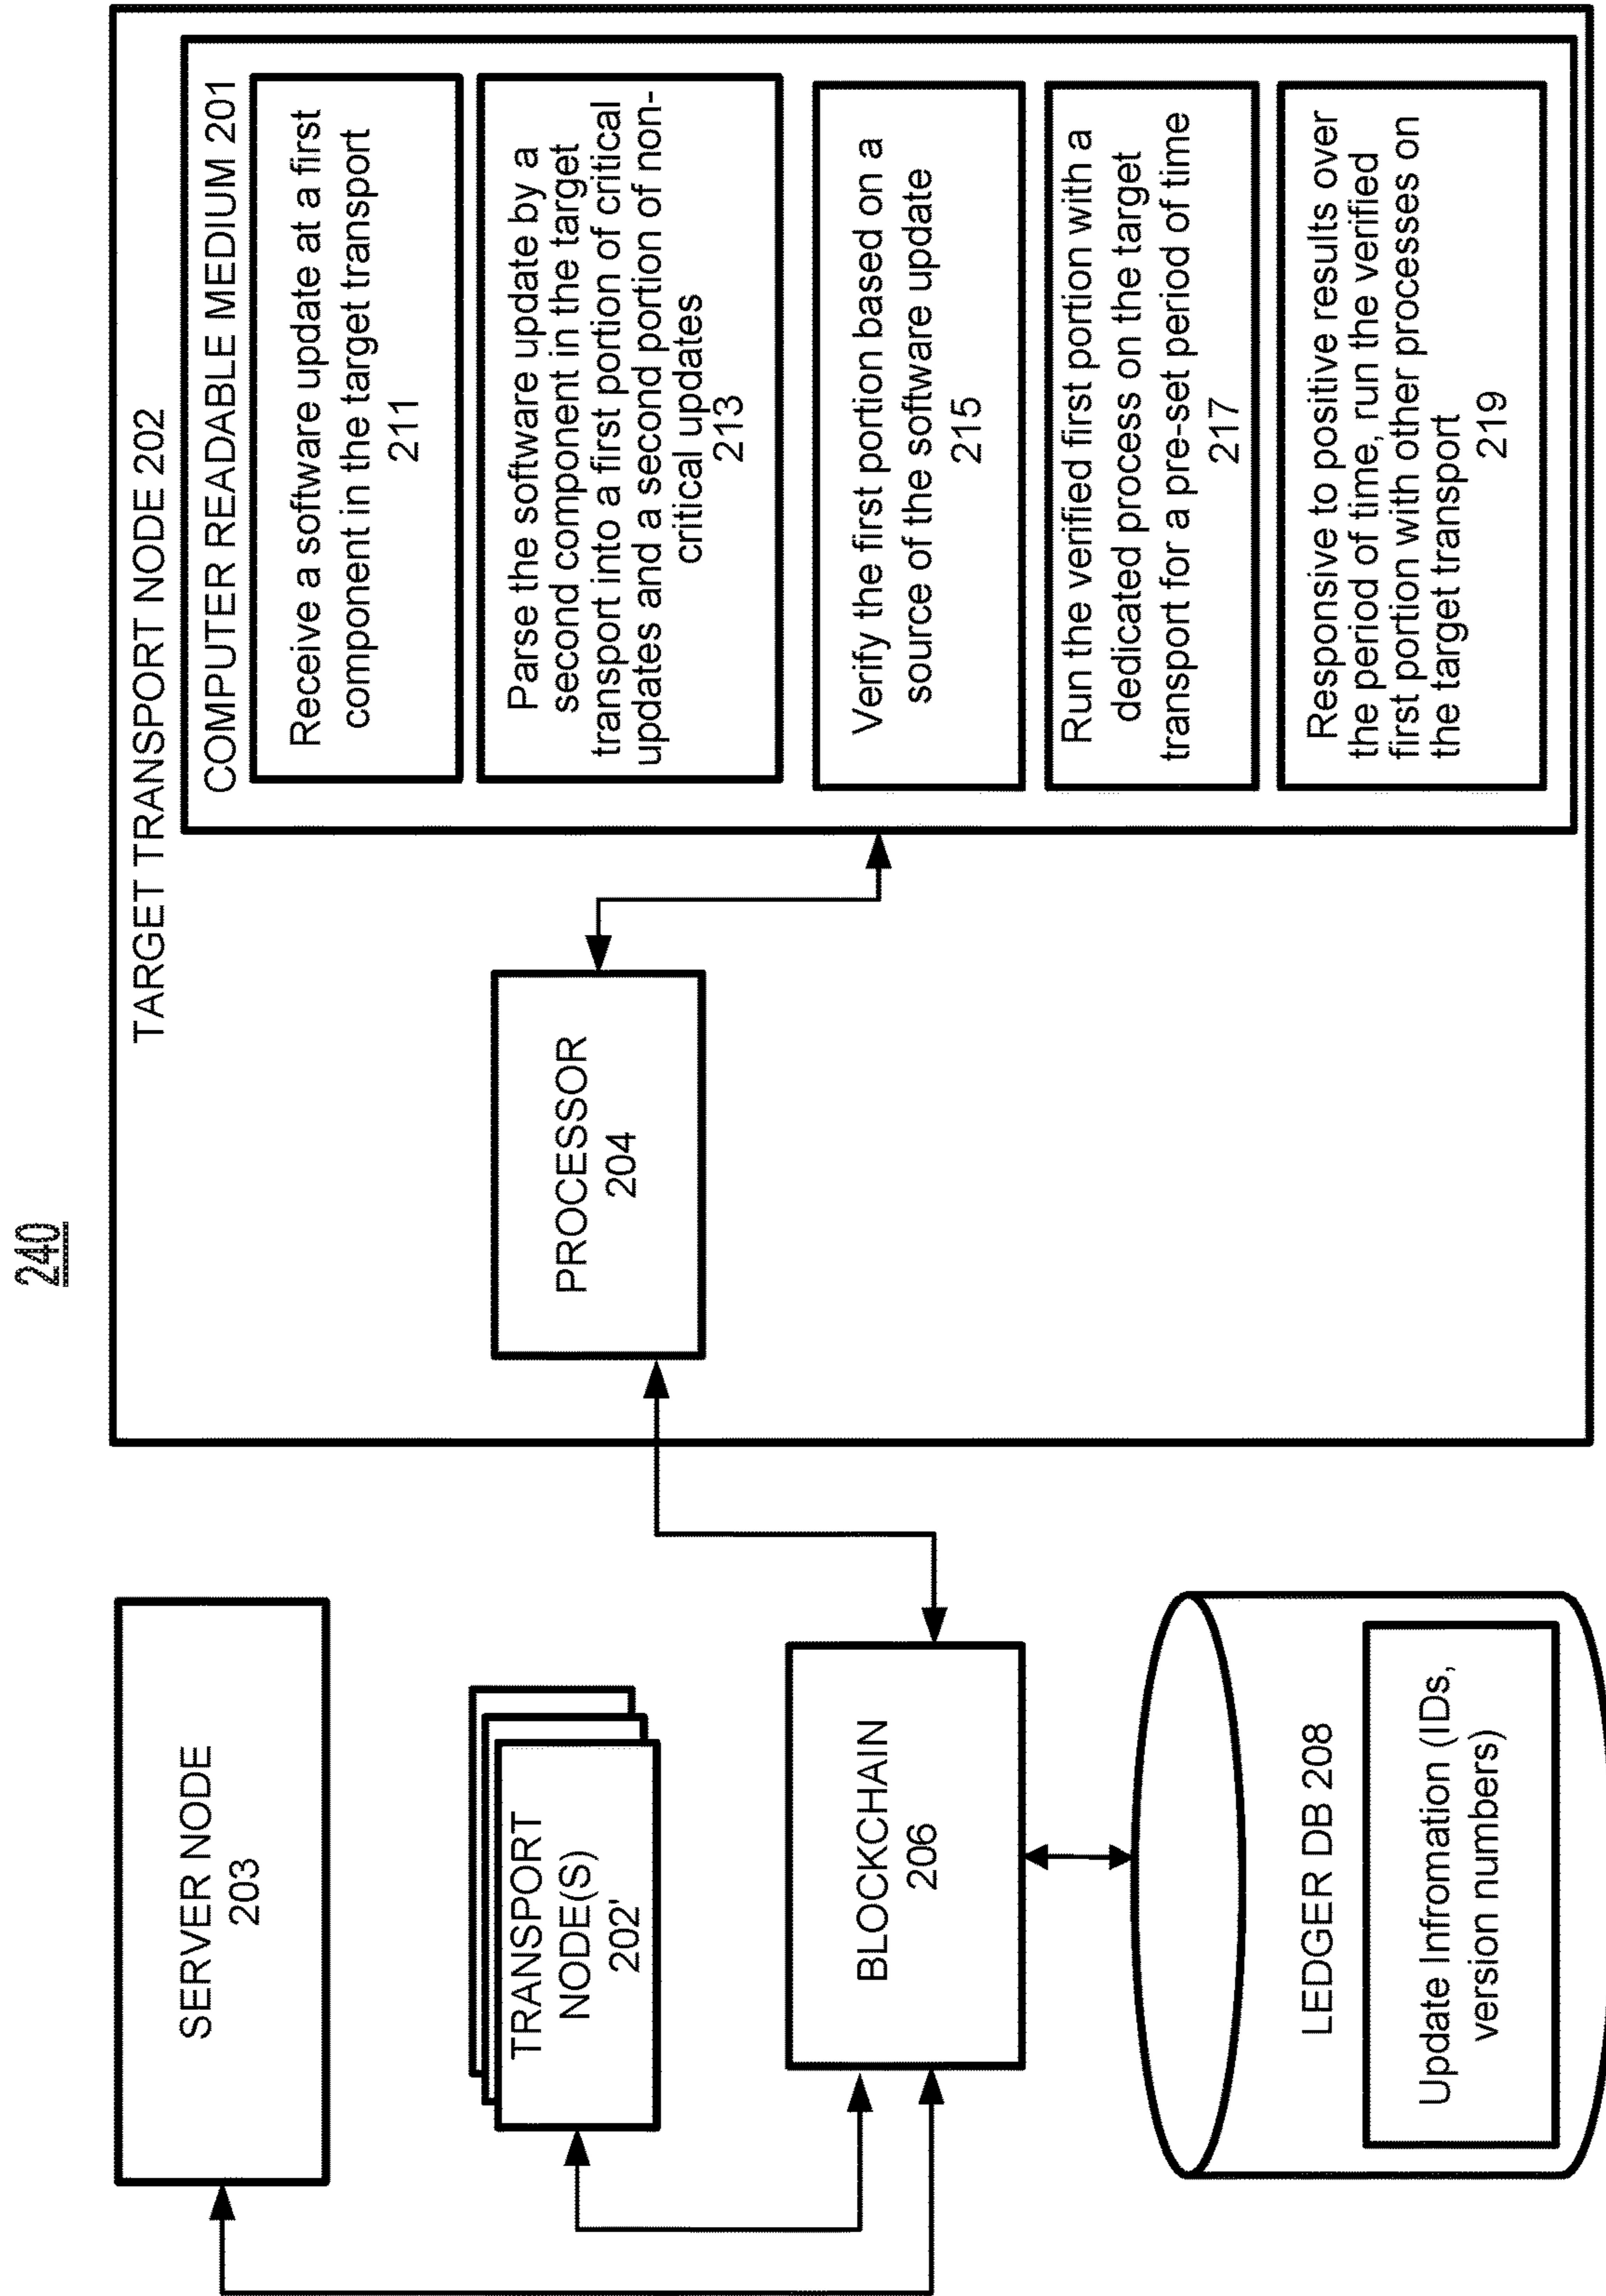 240
SERVER NODE
203
TRANSPORT
NODE(S)
202'
BLOCKCHAIN
206
LEDGER DB 208
Update Infromation (IDs,
version numbers)
TARGET TRANSPORT NODE 202
PROCESSOR
204
COMPUTER READABLE MEDIUM 201
Receive a software update at a first
component in the target transport
211
Parse the software update by a
second component in the target
transport into a first portion of critical
updates and a second portion of non-
critical updates
213
Verify the first portion based on a
source of the software update
215
Run the verified first portion with a
dedicated process on the target
transport for a pre-set period of time
217
Responsive to positive results over
the period of time, run the verified
first portion with other processes on
the target transport
219